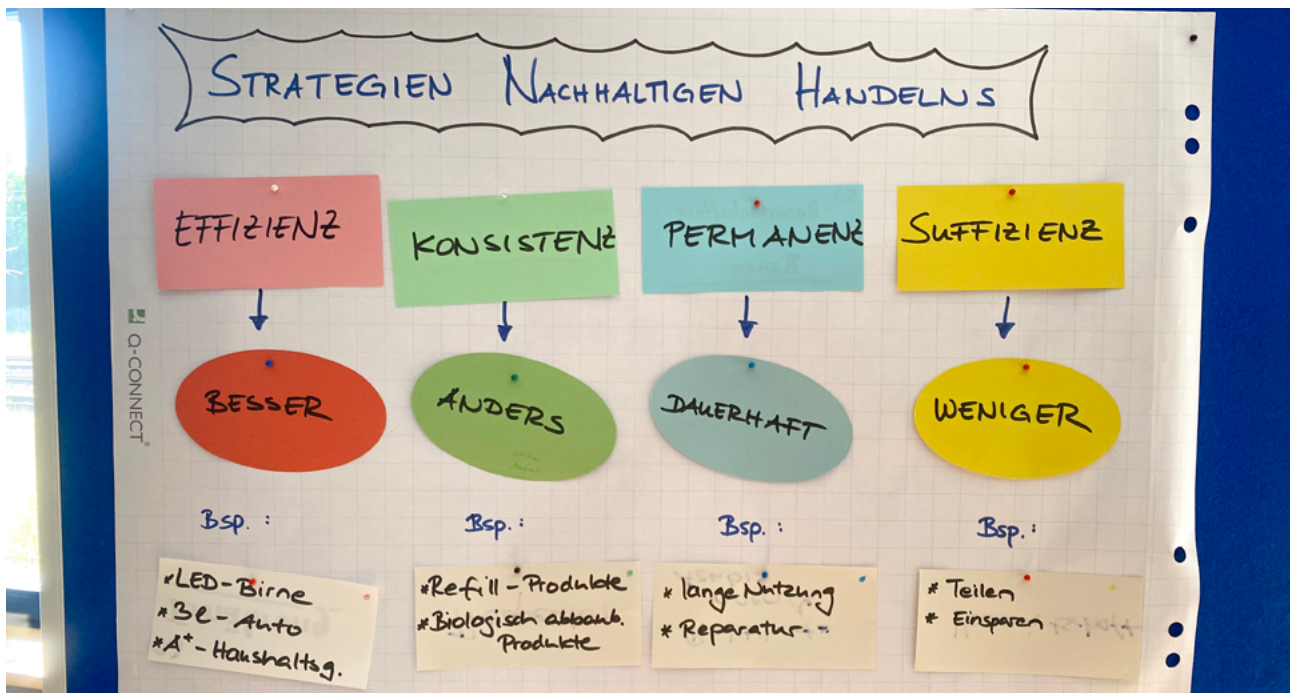 STRATEGIEN NACHHALTIGEN HANDELNS
EFFIZIENZ
KONSISTENZ
PERMANENZ
SUFFIZIENZ
BESSER
ANDERS
DAUERHAFT
WENIGER
Bsp.:
Bsp.:
Bsp.:
Bsp.:
*LED-Birne
*3l-Auto
*A+-Haushaltsg.
*Refill-Produkte
*Biologisch abbaub.
Produkte
* lange Nutzung
* Reparatur
* Teilen
* Einsparen
Q-CONNECT®